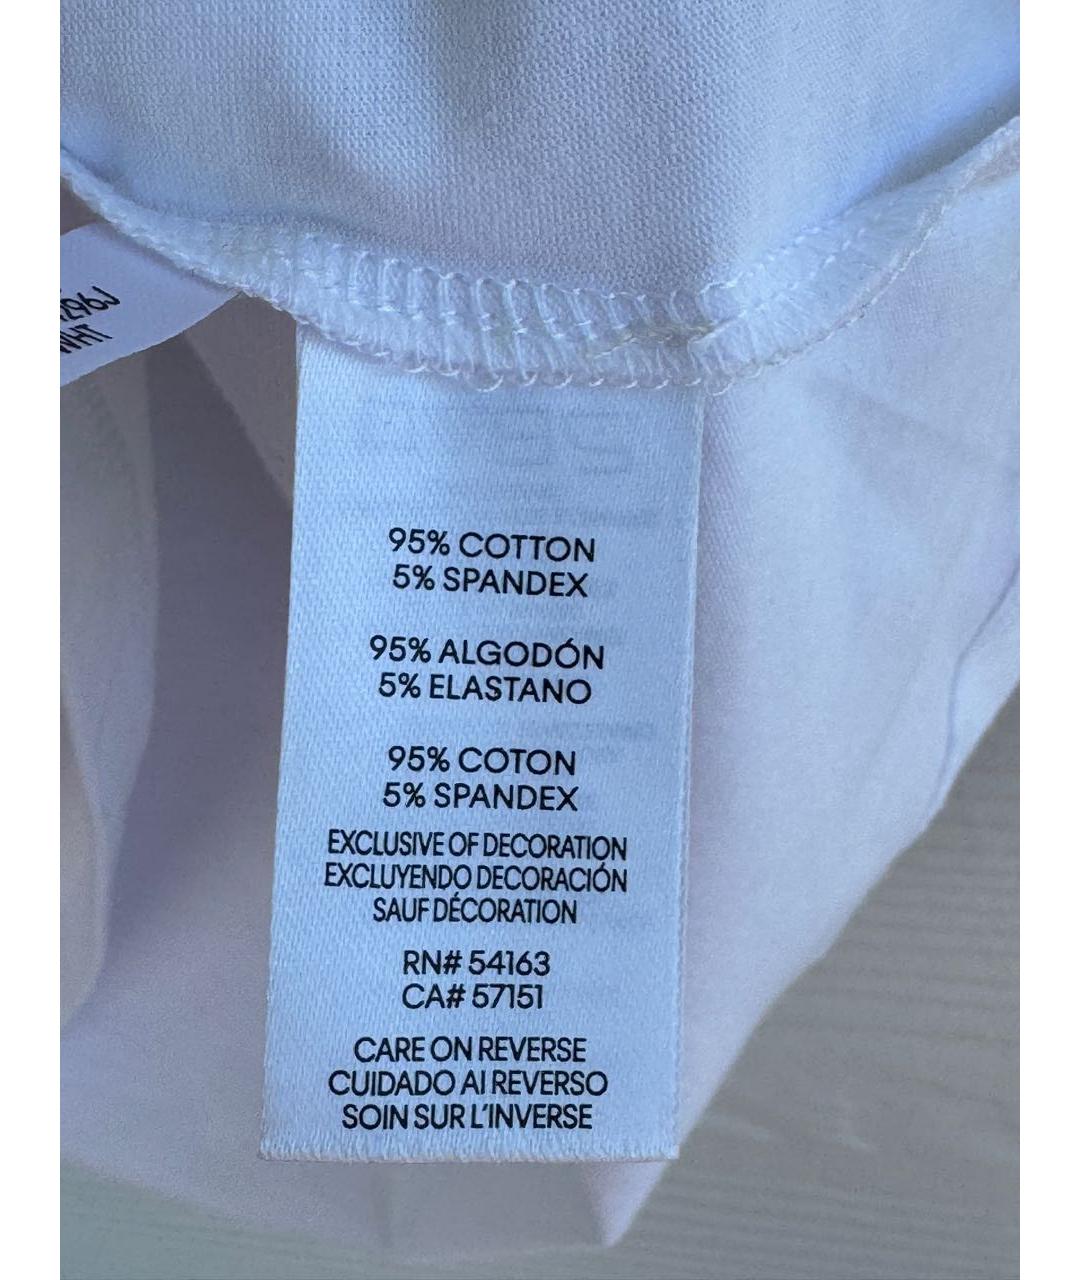 WHT
95% COTTON
5% SPANDEX
95% ALGODÓN
5% ELASTANO
95% COTON
5% SPANDEX
EXCLUSIVE OF DECORATION
EXCLUYENDO DECORACIÓN
SAUF DÉCORATION
RN# 54163
CA# 57151
CARE ON REVERSE
CUIDADO AI REVERSO
SOIN SUR L'INVERSE